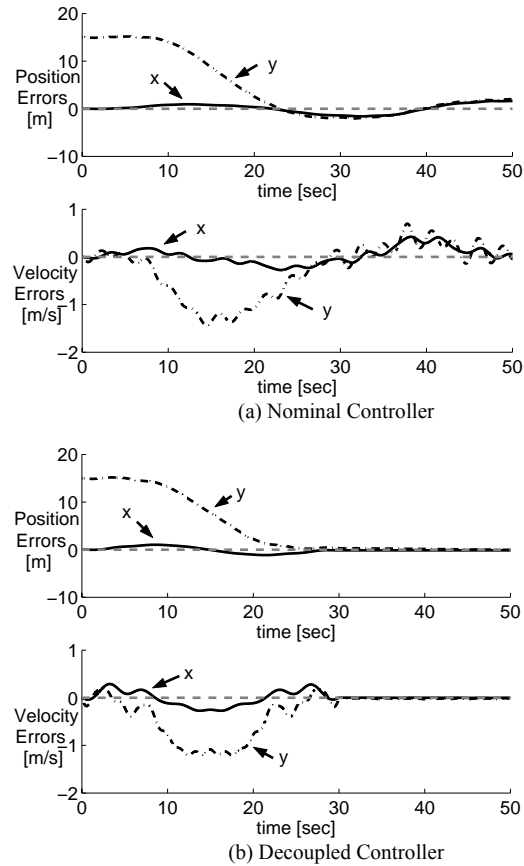 20
10
0
−10
Position
Errors
[m]
x
y
0 10 20 30 40 50
time [sec]
1
0
−1
−2
Velocity
Errors
[m/s]
x
y
0 10 20 30 40 50
time [sec]
(a) Nominal Controller
20
10
0
−10
Position
Errors
[m]
x
y
0 10 20 30 40 50
time [sec]
1
0
−1
−2
Velocity
Errors
[m/s]
x
y
0 10 20 30 40 50
time [sec]
(b) Decoupled Controller